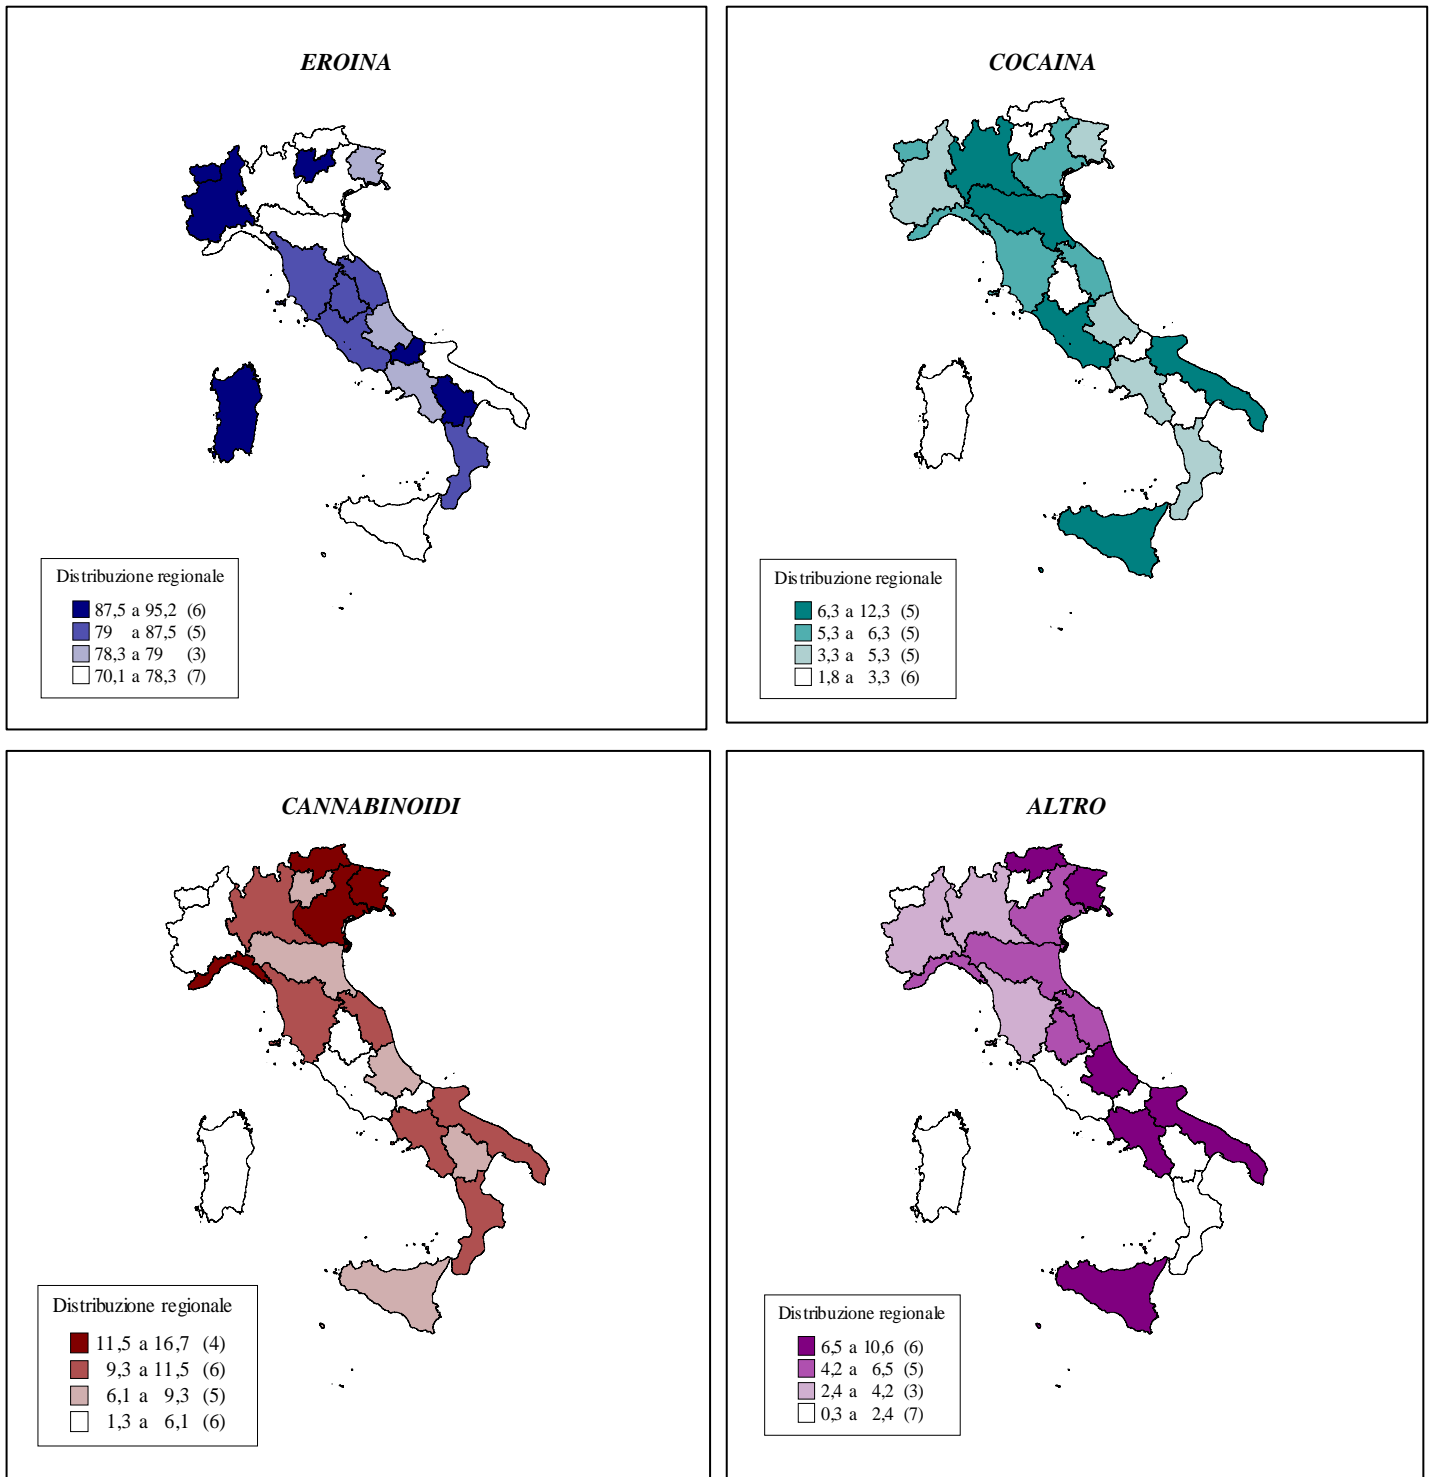 EROINA
Distribuzione regionale
87,5 a 95,2 (6)
79 a 87,5 (5)
78,3 a 79 (3)
70,1 a 78,3 (7)
COCAINA
Distribuzione regionale
6,3 a 12,3 (5)
5,3 a 6,3 (5)
3,3 a 5,3 (5)
1,8 a 3,3 (6)
CANNABINOIDI
Distribuzione regionale
11,5 a 16,7 (4)
9,3 a 11,5 (6)
6,1 a 9,3 (5)
1,3 a 6,1 (6)
ALTRO
Distribuzione regionale
6,5 a 10,6 (6)
4,2 a 6,5 (5)
2,4 a 4,2 (3)
0,3 a 2,4 (7)